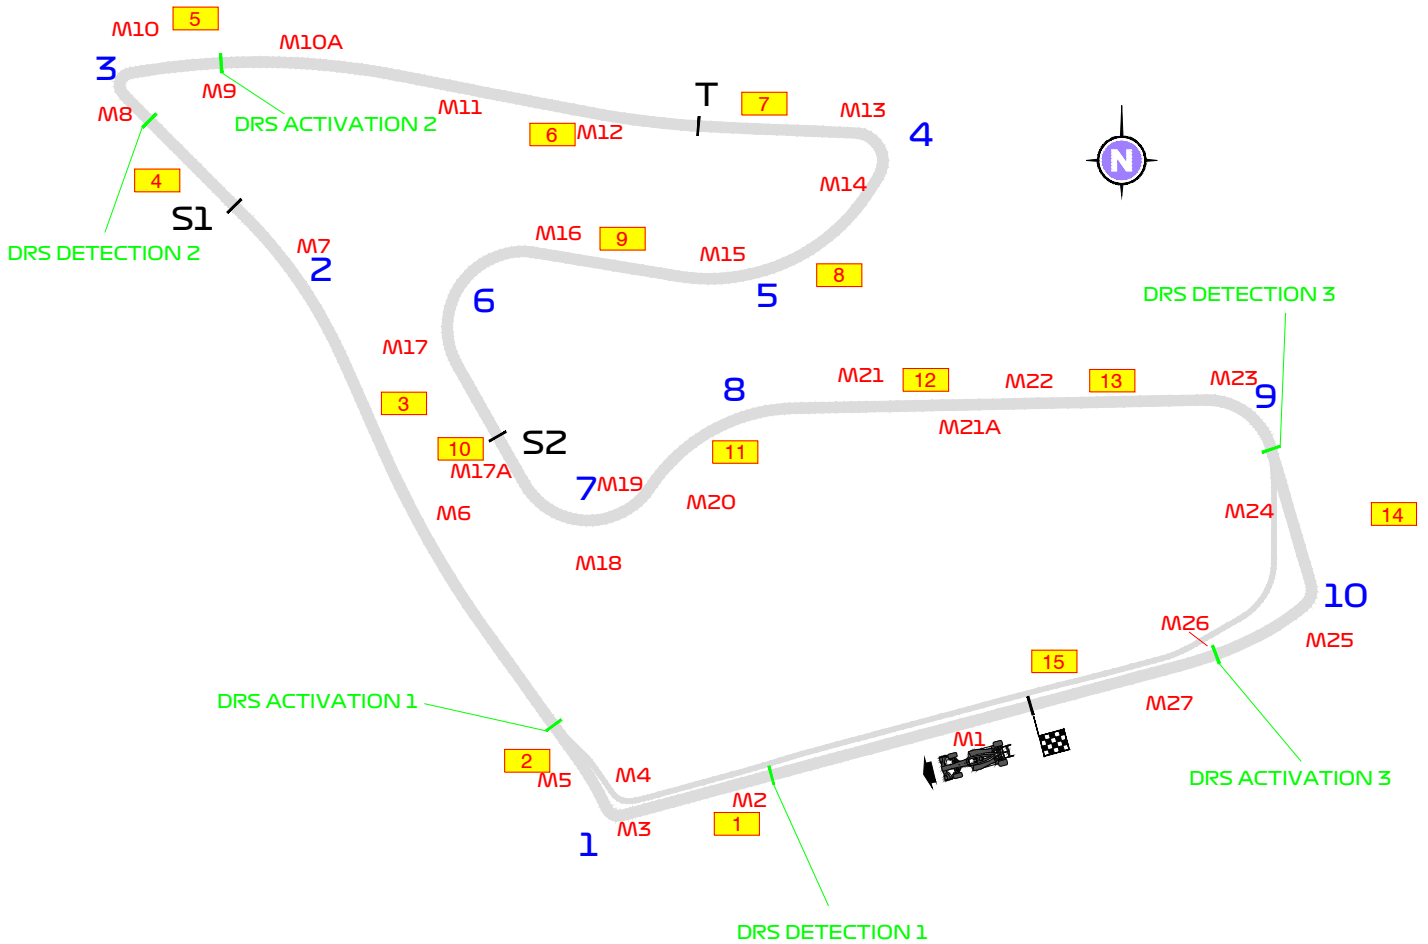 5
M10
M10A
3
M9
M8
DRS ACTIVATION 2
M11
T
7
6
M12
M13
4
N
4
M14
S1
M7
2
DRS DETECTION 2
M16
9
M15
8
5
6
DRS DETECTION 3
M17
3
8
M21
12
M22
13
M23
9
M21A
10
S2
M17A
11
7
M19
M20
M6
M24
14
M18
10
M26
M25
15
DRS ACTIVATION 1
M27
M1
2
M5
M4
DRS ACTIVATION 3
M2
1
M3
1
DRS DETECTION 1